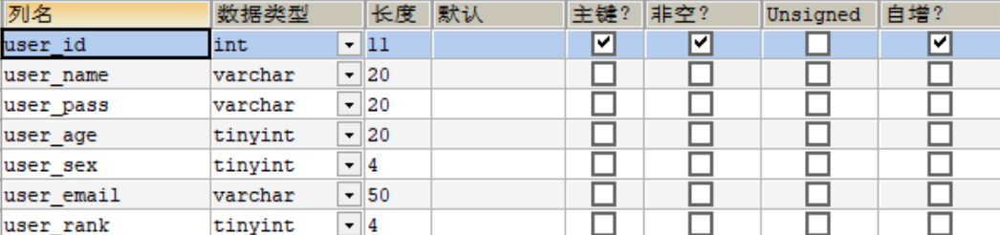 列名 数据类型 长度 默认 主键? 非空? Unsigned 自增?
user_id int 11
user_name varchar 20
user_pass varchar 20
user_age tinyint 20
user_sex tinyint 4
user_email varchar 50
user_rank tinyint 4